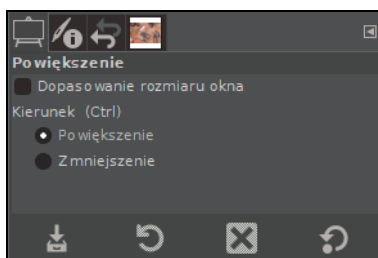 Powiększenie
Dopasowanie rozmiaru okna
Kierunek (Ctrl)
Powiększenie
Zmniejszenie